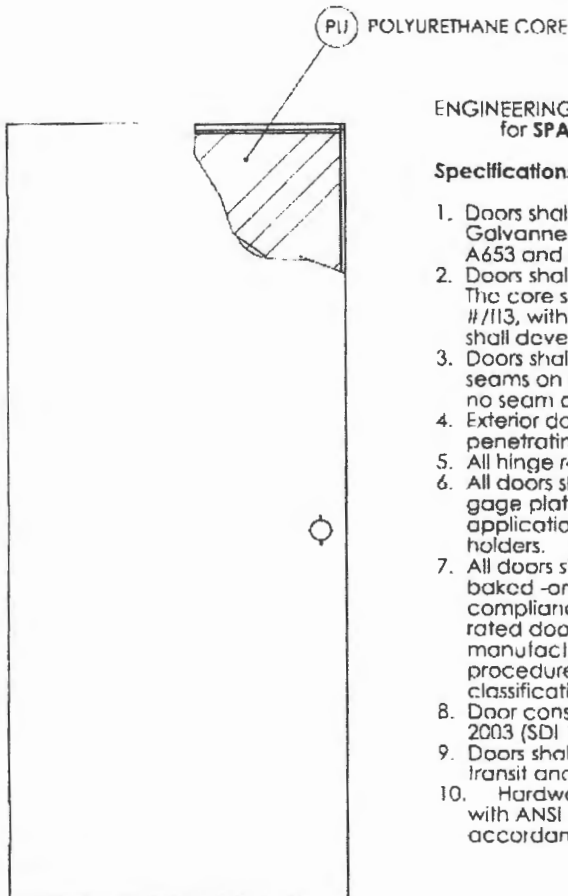 PU POLYURETHANE CORE
ENGINEERING
for SPA
Specifications
1. Doors shal
Galvanne
A653 and
2. Doors shal
The core s
#/ft3, with
shall deve
3. Doors shal
seams on
no seam a
4. Exterior do
penetratin
5. All hinge r
6. All doors s
gage plat
applicatio
holders.
7. All doors s
baked -on
complianc
rated doo
manufact
procedure
classificati
8. Door cons
2003 (SDI
9. Doors shal
transit and
10. Hardwa
with ANSI
accordan